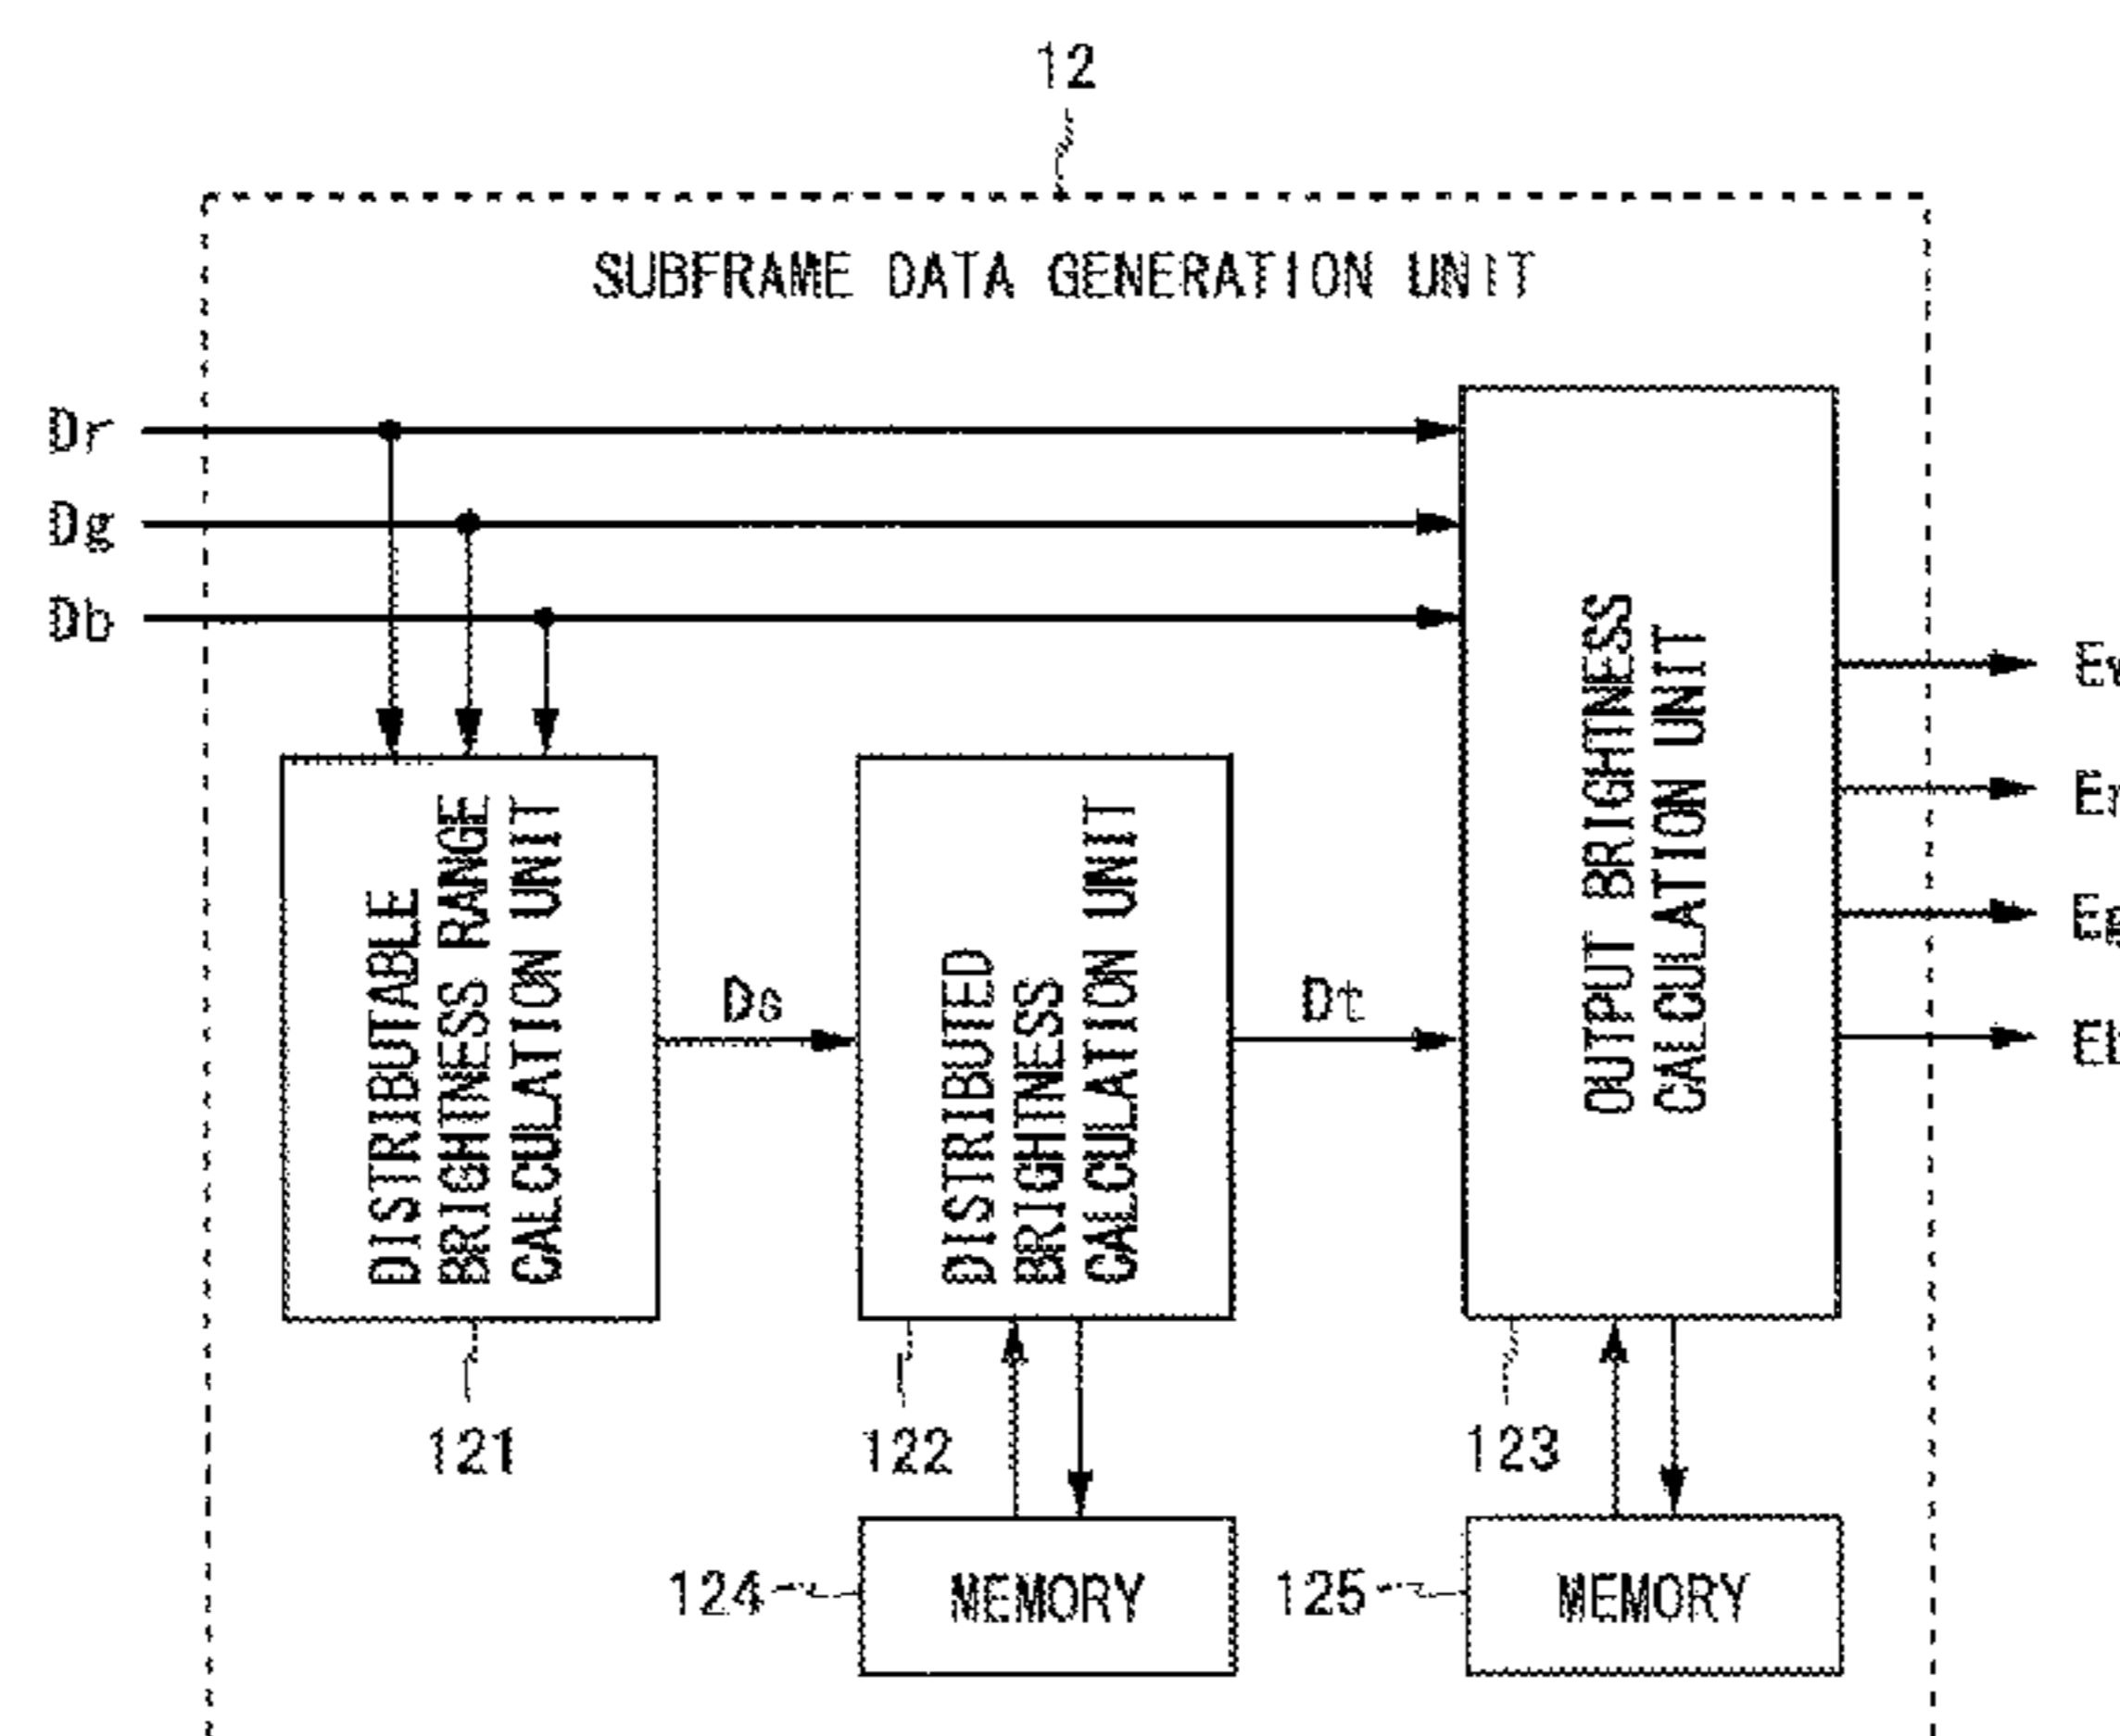 12
SUBFRAME DATA GENERATION UNIT
Dr
Dg
Db
DISTRIBUTABLE
BRIGHTNESS RANGE
CALCULATION UNIT
Ds
DISTRIBUTED
BRIGHTNESS
CALCULATION UNIT
Dt
OUTPUT BRIGHTNESS
CALCULATION UNIT
121
122
123
124
MEMORY
125
MEMORY